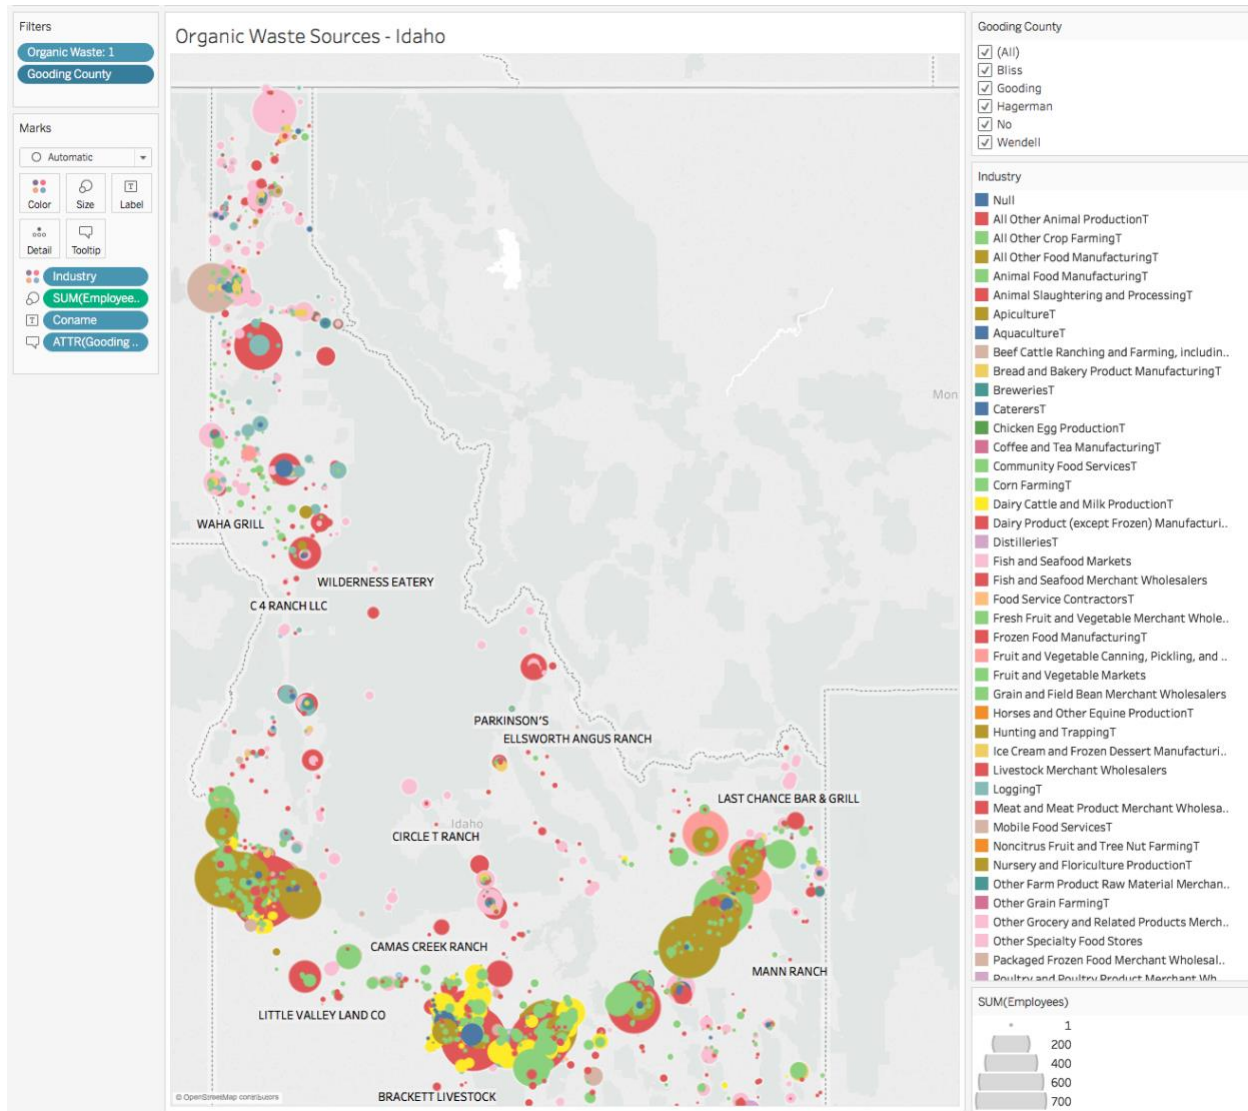 Filters
Organic Waste: 1
Gooding County
Marks
Automatic
Color
Size
Label
Detail
Tooltip
Industry
SUM(Employee..
Coname
ATTR(Gooding ..
Organic Waste Sources - Idaho
Mon
WAHA GRILL
WILDERNESS EATERY
C 4 RANCH LLC
PARKINSON'S
ELLSWORTH ANGUS RANCH
LAST CHANCE BAR & GRILL
Idaho
CIRCLE T RANCH
CAMAS CREEK RANCH
MANN RANCH
LITTLE VALLEY LAND CO
BRACKETT LIVESTOCK
© OpenStreetMap contributors
Gooding County
(All)
Bliss
Gooding
Hagerman
No
Wendell
Industry
Null
All Other Animal ProductionT
All Other Crop FarmingT
All Other Food ManufacturingT
Animal Food ManufacturingT
Animal Slaughtering and ProcessingT
ApicultureT
AquacultureT
Beef Cattle Ranching and Farming, includin..
Bread and Bakery Product ManufacturingT
BreweriesT
CaterersT
Chicken Egg ProductionT
Coffee and Tea ManufacturingT
Community Food ServicesT
Corn FarmingT
Dairy Cattle and Milk ProductionT
Dairy Product (except Frozen) Manufacturi..
DistilleriesT
Fish and Seafood Markets
Fish and Seafood Merchant Wholesalers
Food Service ContractorsT
Fresh Fruit and Vegetable Merchant Whole..
Frozen Food ManufacturingT
Fruit and Vegetable Canning, Pickling, and ..
Fruit and Vegetable Markets
Grain and Field Bean Merchant Wholesalers
Horses and Other Equine ProductionT
Hunting and TrappingT
Ice Cream and Frozen Dessert Manufacturi..
Livestock Merchant Wholesalers
LoggingT
Meat and Meat Product Merchant Wholesa..
Mobile Food ServicesT
Noncitrus Fruit and Tree Nut FarmingT
Nursery and Floriculture ProductionT
Other Farm Product Raw Material Merchan..
Other Grain FarmingT
Other Grocery and Related Products Merch..
Other Specialty Food Stores
Packaged Frozen Food Merchant Wholesal..
Poultry and Poultry Product Merchant Wh..
SUM(Employees)
1
200
400
600
700